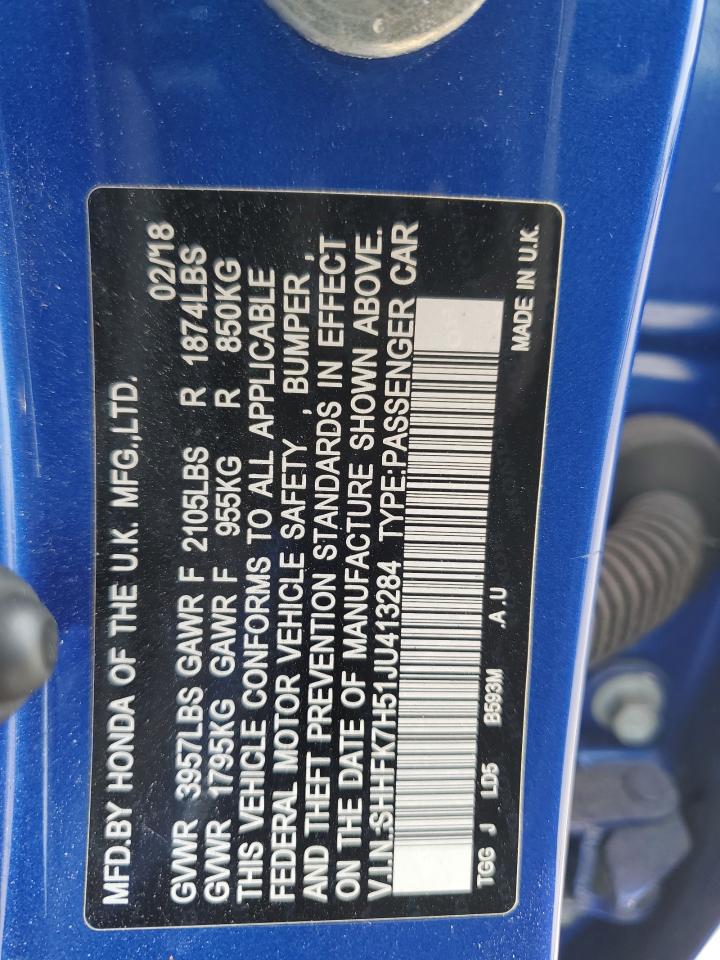 MFD.BY HONDA OF THE U.K. MFG.,LTD. 02/18
GVWR 3957LBS GAWR F 2105LBS R 1874LBS
GVWR 1795KG GAWR F 955KG R 850KG
THIS VEHICLE CONFORMS TO ALL APPLICABLE
FEDERAL MOTOR VEHICLE SAFETY , BUMPER ,
AND THEFT PREVENTION STANDARDS IN EFFECT
ON THE DATE OF MANUFACTURE SHOWN ABOVE.
V.I.N.:SHHFK7H51JU413284 TYPE:PASSENGER CAR
TGG J LD5 B593M .A.U MADE IN U.K.